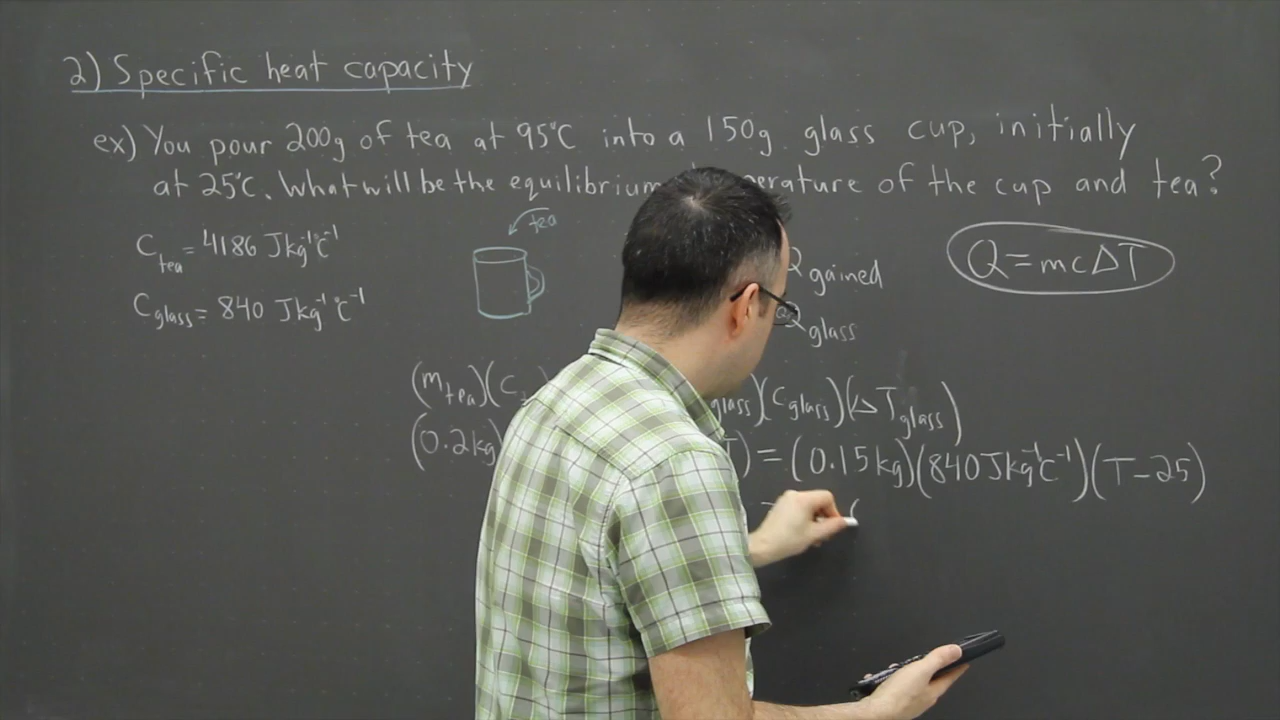 2) Specific heat capacity
ex) You pour 200g of tea at 95°C into a 150g glass cup, initially
at 25°C. What will be the equilibrium of the cup and tea?
C tea = 4186 Jkg⁻¹°C⁻¹
tea
Q gained
Q = mcΔT
C glass = 840 Jkg⁻¹°C⁻¹
Q glass
(m tea)(C glass)(C glass)(ΔT glass)
(0.2kg) = (0.15kg)(840 Jkg⁻¹C⁻¹)(T-25)